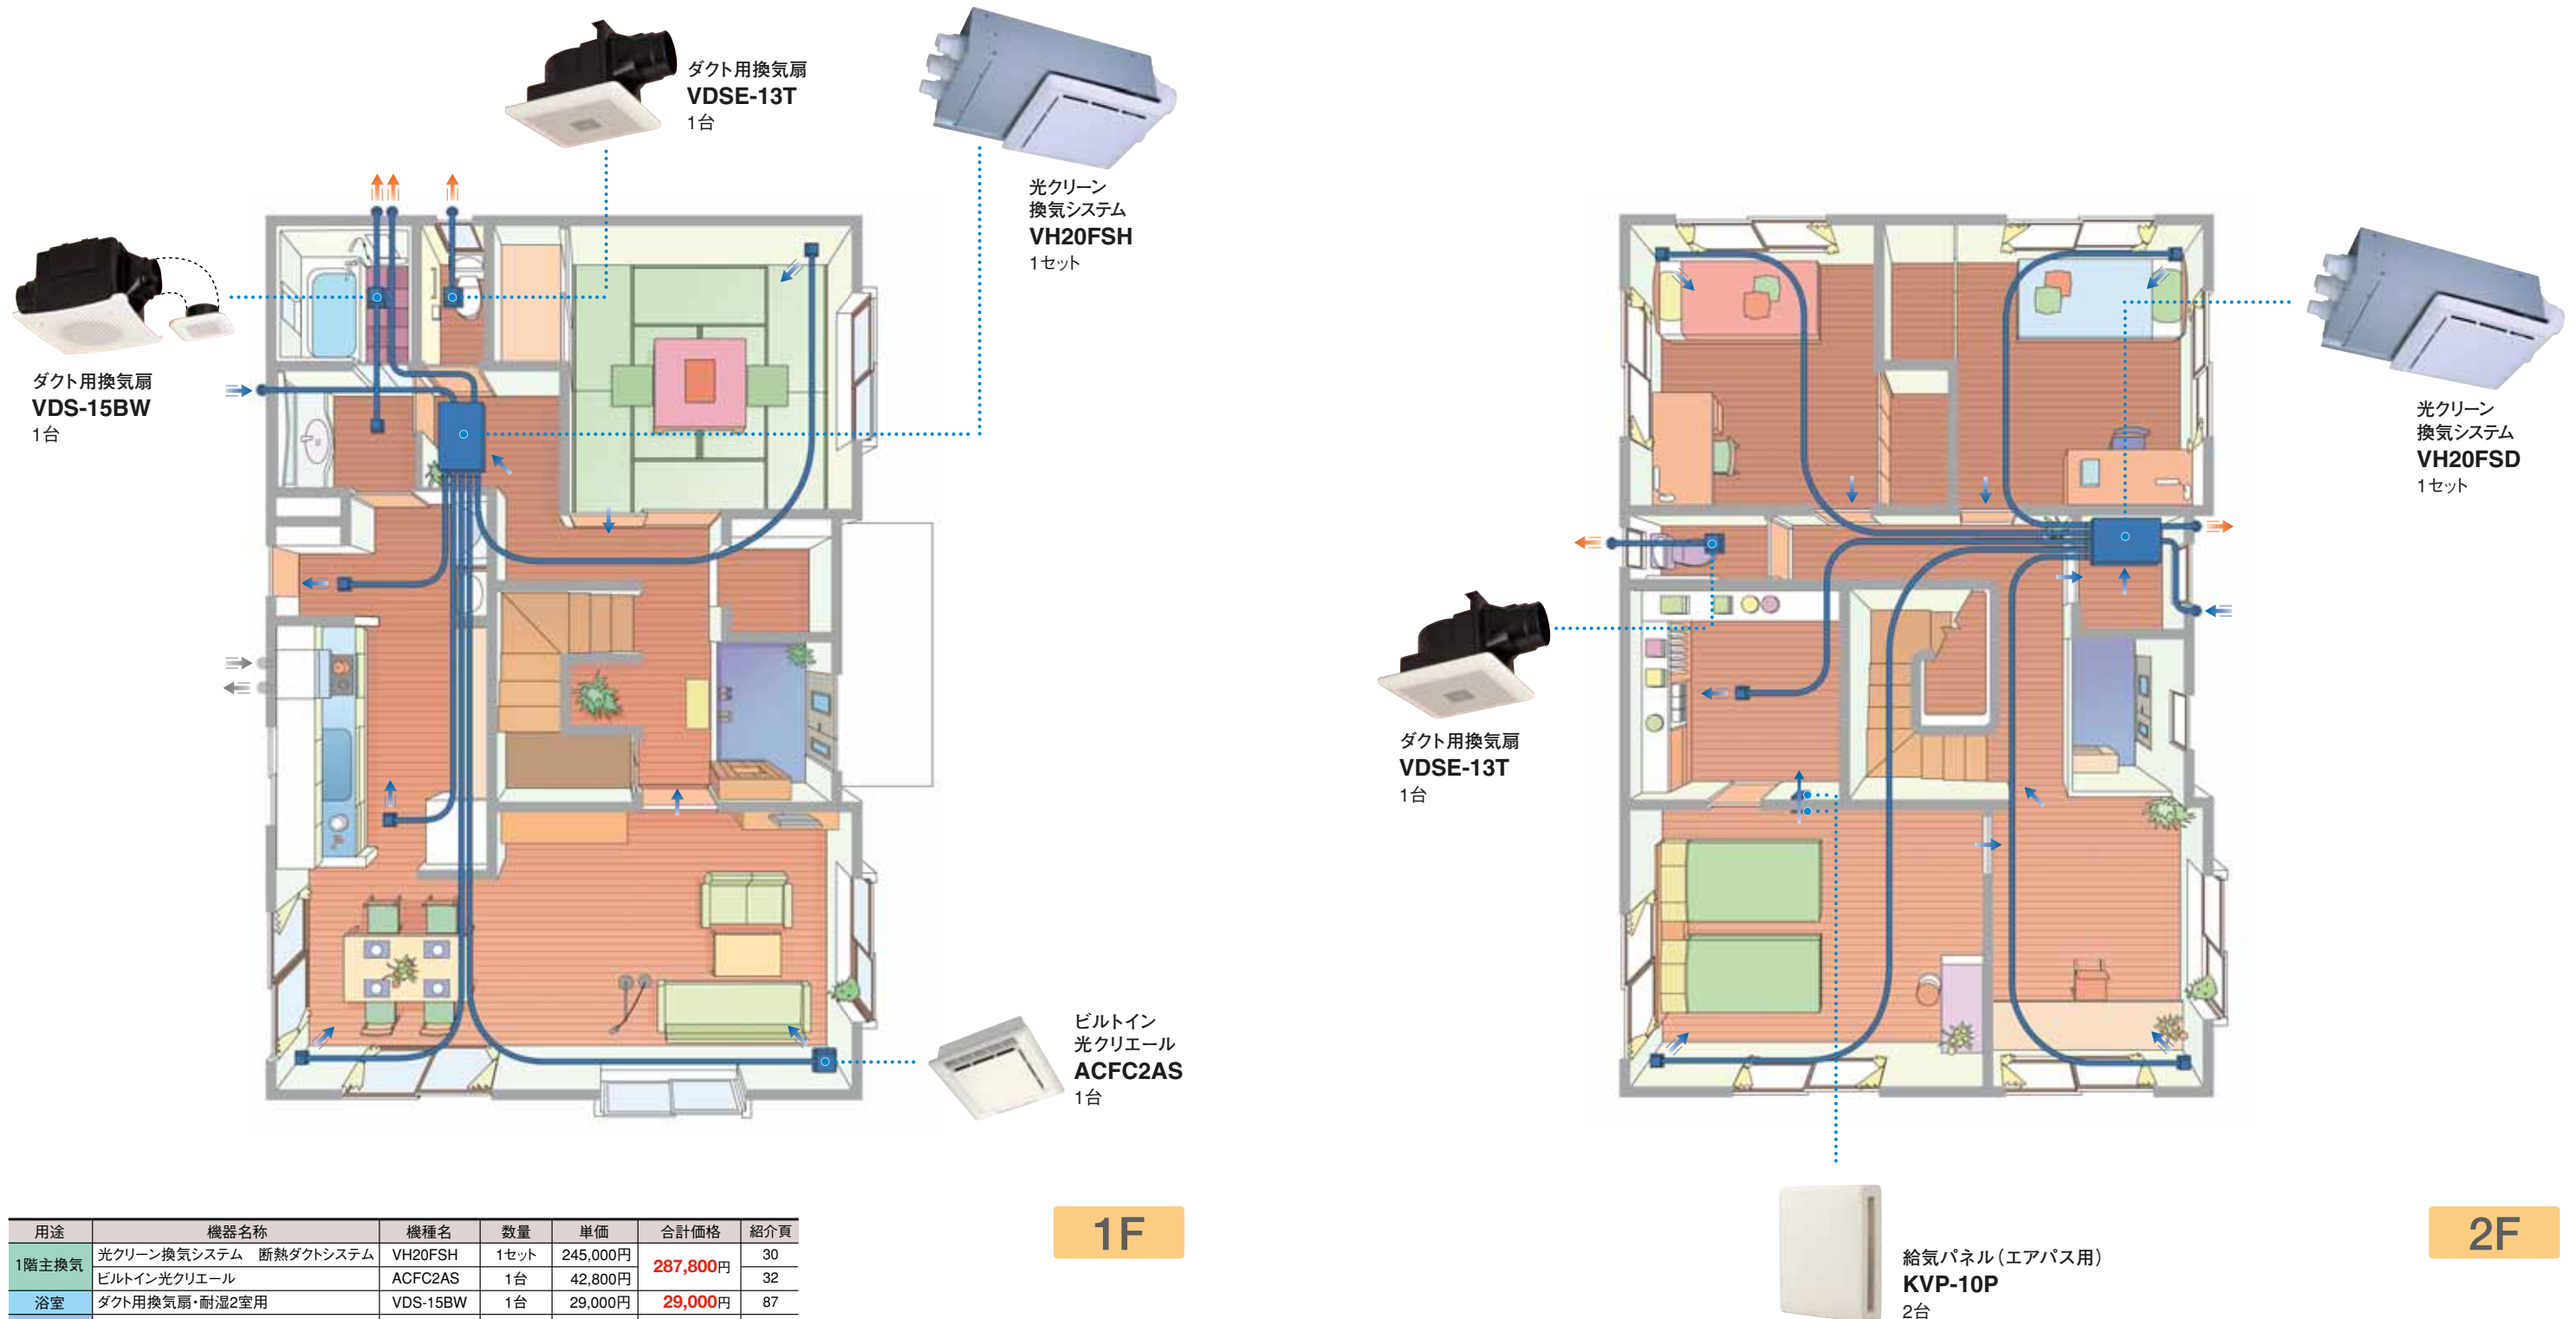 ダクト用換気扇
VDSE-13T
1台
光クリーン
換気システム
VH20FSH
1セット
ダクト用換気扇
VDS-15BW
1台
ビルトイン
光クリエール
ACFC2AS
1台
1F
光クリーン
換気システム
VH20FSD
1セット
ダクト用換気扇
VDSE-13T
1台
給気パネル（エアパス用）
KVP-10P
2台
2F
用途 機器名称 機種名 数量 単価 合計価格 紹介頁
1階主換気 光クリーン換気システム　断熱ダクトシステム VH20FSH 1セット 245,000円 287,800円 30
ビルトイン光クリエール ACFC2AS 1台 42,800円 32
浴室 ダクト用換気扇・耐湿2室用 VDS-15BW 1台 29,000円 29,000円 87